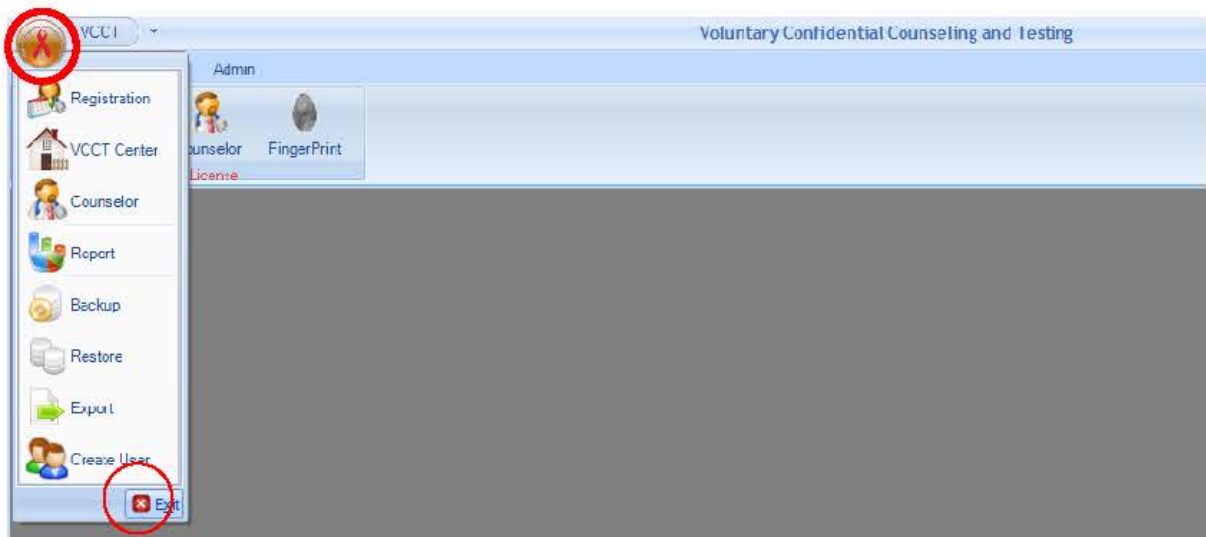 VCCT
Voluntary Confidential Counseling and Testing
Admin
Registration
VCCT Center
Counselor
Report
Backup
Restore
Export
Create User
Exit
ounselor
FingerPrint
License